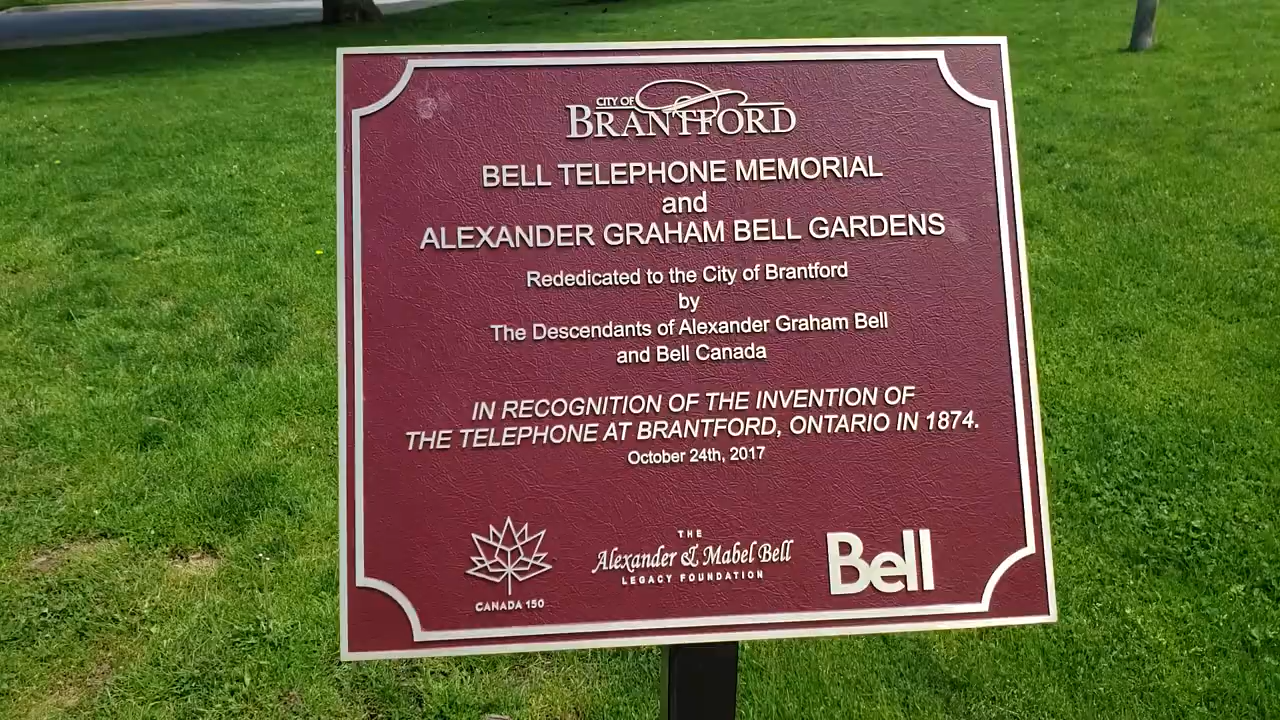 CITY OF
BRANTFORD
BELL TELEPHONE MEMORIAL
and
ALEXANDER GRAHAM BELL GARDENS
Rededicated to the City of Brantford
by
The Descendants of Alexander Graham Bell
and Bell Canada
IN RECOGNITION OF THE INVENTION OF
THE TELEPHONE AT BRANTFORD, ONTARIO IN 1874.
October 24th, 2017
CANADA 150
THE
Alexander & Mabel Bell
LEGACY FOUNDATION
Bell